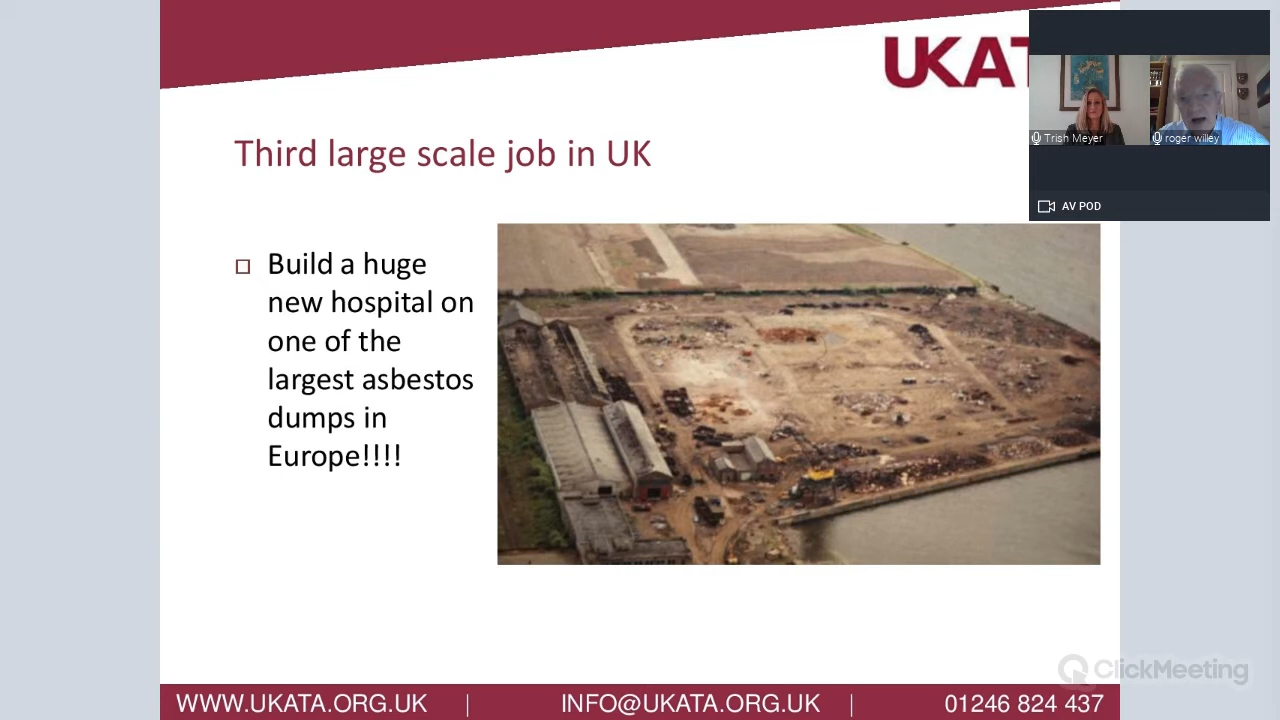 UKAT
Trish Meyer
roger willey
AV POD
Third large scale job in UK
Build a huge
new hospital on
one of the
largest asbestos
dumps in
Europe!!!!
ClickMeeting
WWW.UKATA.ORG.UK | INFO@UKATA.ORG.UK | 01246 824 437